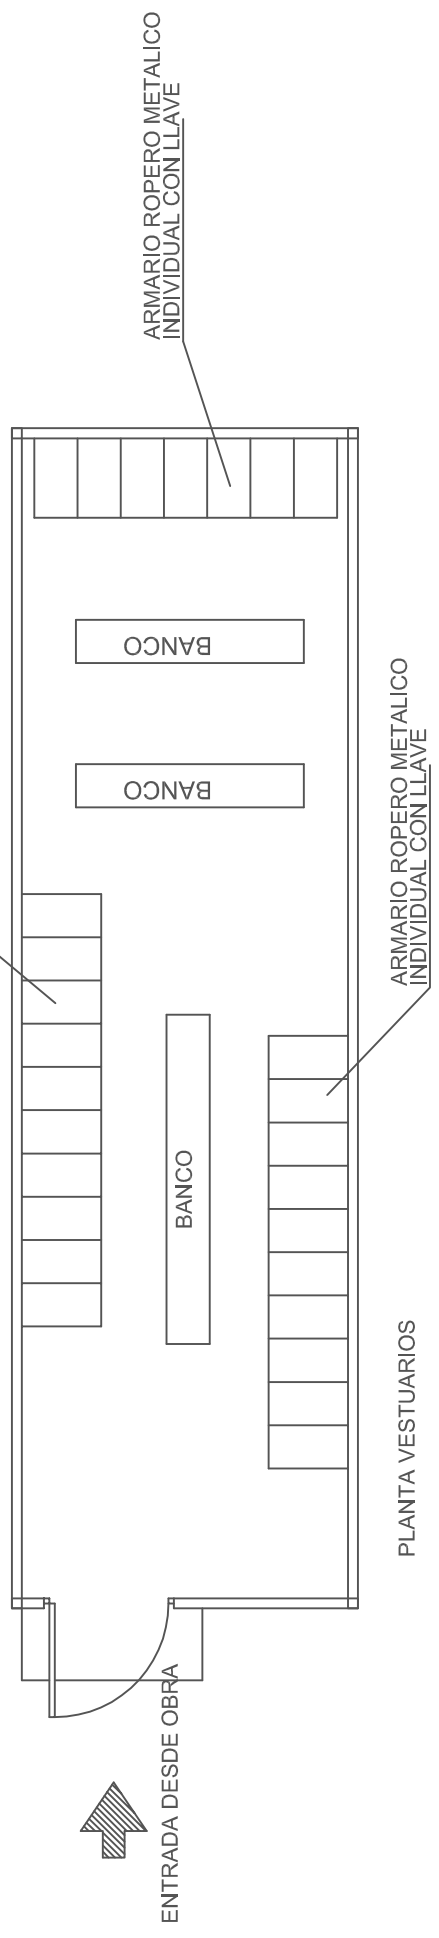 ARMARIO ROPERO METALICO
INDIVIDUAL CON LLAVE
BANCO
BANCO
ARMARIO ROPERO METALICO
INDIVIDUAL CON LLAVE
BANCO
PLANTA VESTUARIOS
ENTRADA DESDE OBRA